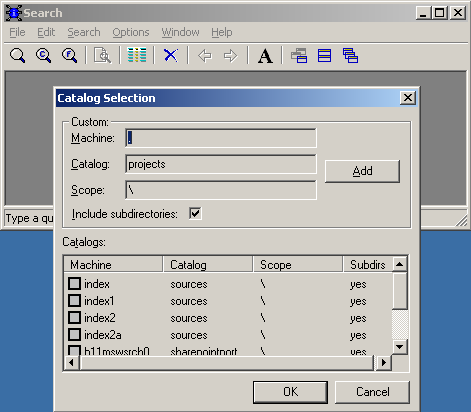 Search
File Edit Search Options Window Help
A
Catalog Selection
Custom:
Machine: .
Catalog: projects
Add
Scope: \
Include subdirectories:
Type a qu
Catalogs:
Machine Catalog Scope Subdirs
index sources \ yes
index1 sources \ yes
index2 sources \ yes
index2a sources \ yes
b11mswsrch0 sharepointport \ yes
OK Cancel